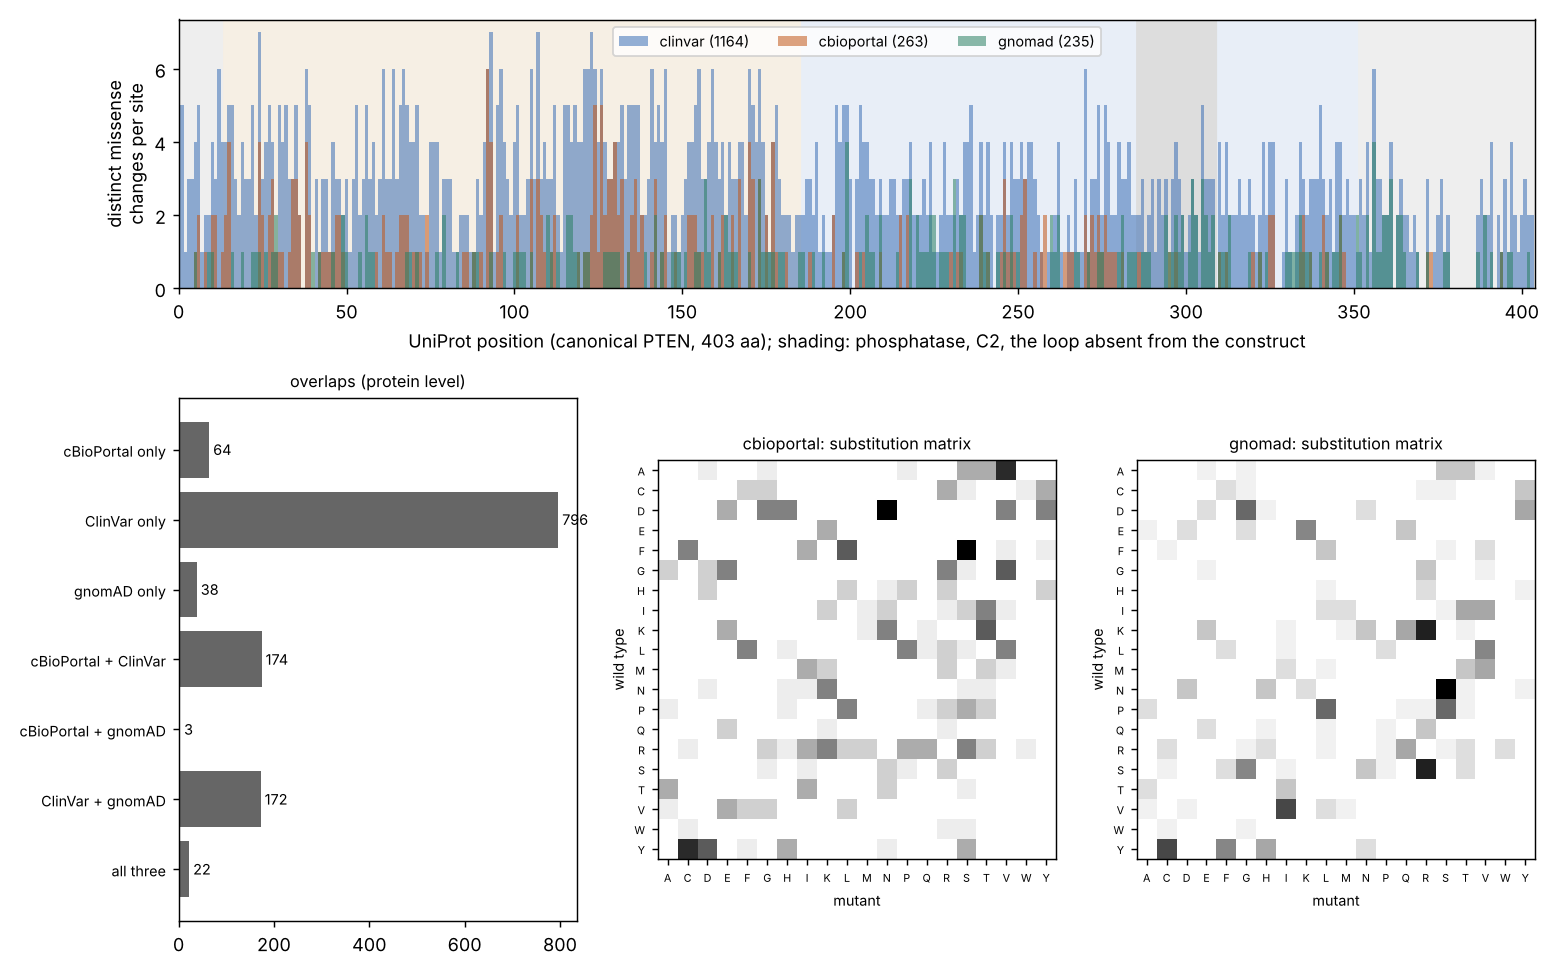 clinvar (1164)
cbioportal (263)
gnomad (235)
distinct missense
changes per site
6
4
2
0
0
50
100
150
200
250
300
350
400
UniProt position (canonical PTEN, 403 aa); shading: phosphatase, C2, the loop absent from the construct
overlaps (protein level)
cBioPortal only
64
ClinVar only
796
gnomAD only
38
cBioPortal + ClinVar
174
cBioPortal + gnomAD
3
ClinVar + gnomAD
172
all three
22
0
200
400
600
800
cbioportal: substitution matrix
wild type
A
C
D
E
F
G
H
I
K
L
M
N
P
Q
R
S
T
V
W
Y
A C D E F G H I K L M N P Q R S T V W Y
mutant
gnomad: substitution matrix
wild type
A
C
D
E
F
G
H
I
K
L
M
N
P
Q
R
S
T
V
W
Y
A C D E F G H I K L M N P Q R S T V W Y
mutant